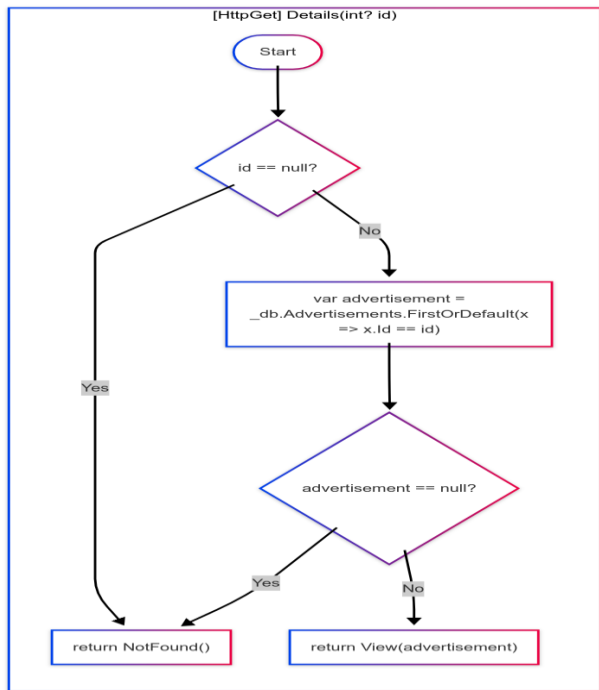 [HttpGet] Details(int? id)
Start
id == null?
No
var advertisement =
_db.Advertisements.FirstOrDefault(x
=> x.Id == id)
Yes
advertisement == null?
Yes
No
return NotFound()
return View(advertisement)